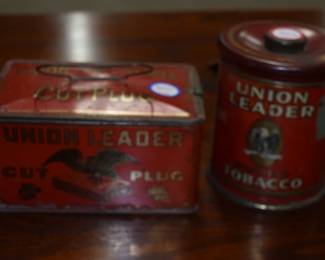 CUT PLUG
UNION LEADER
CUT PLUG
UNION
LEADER
TOBACCO